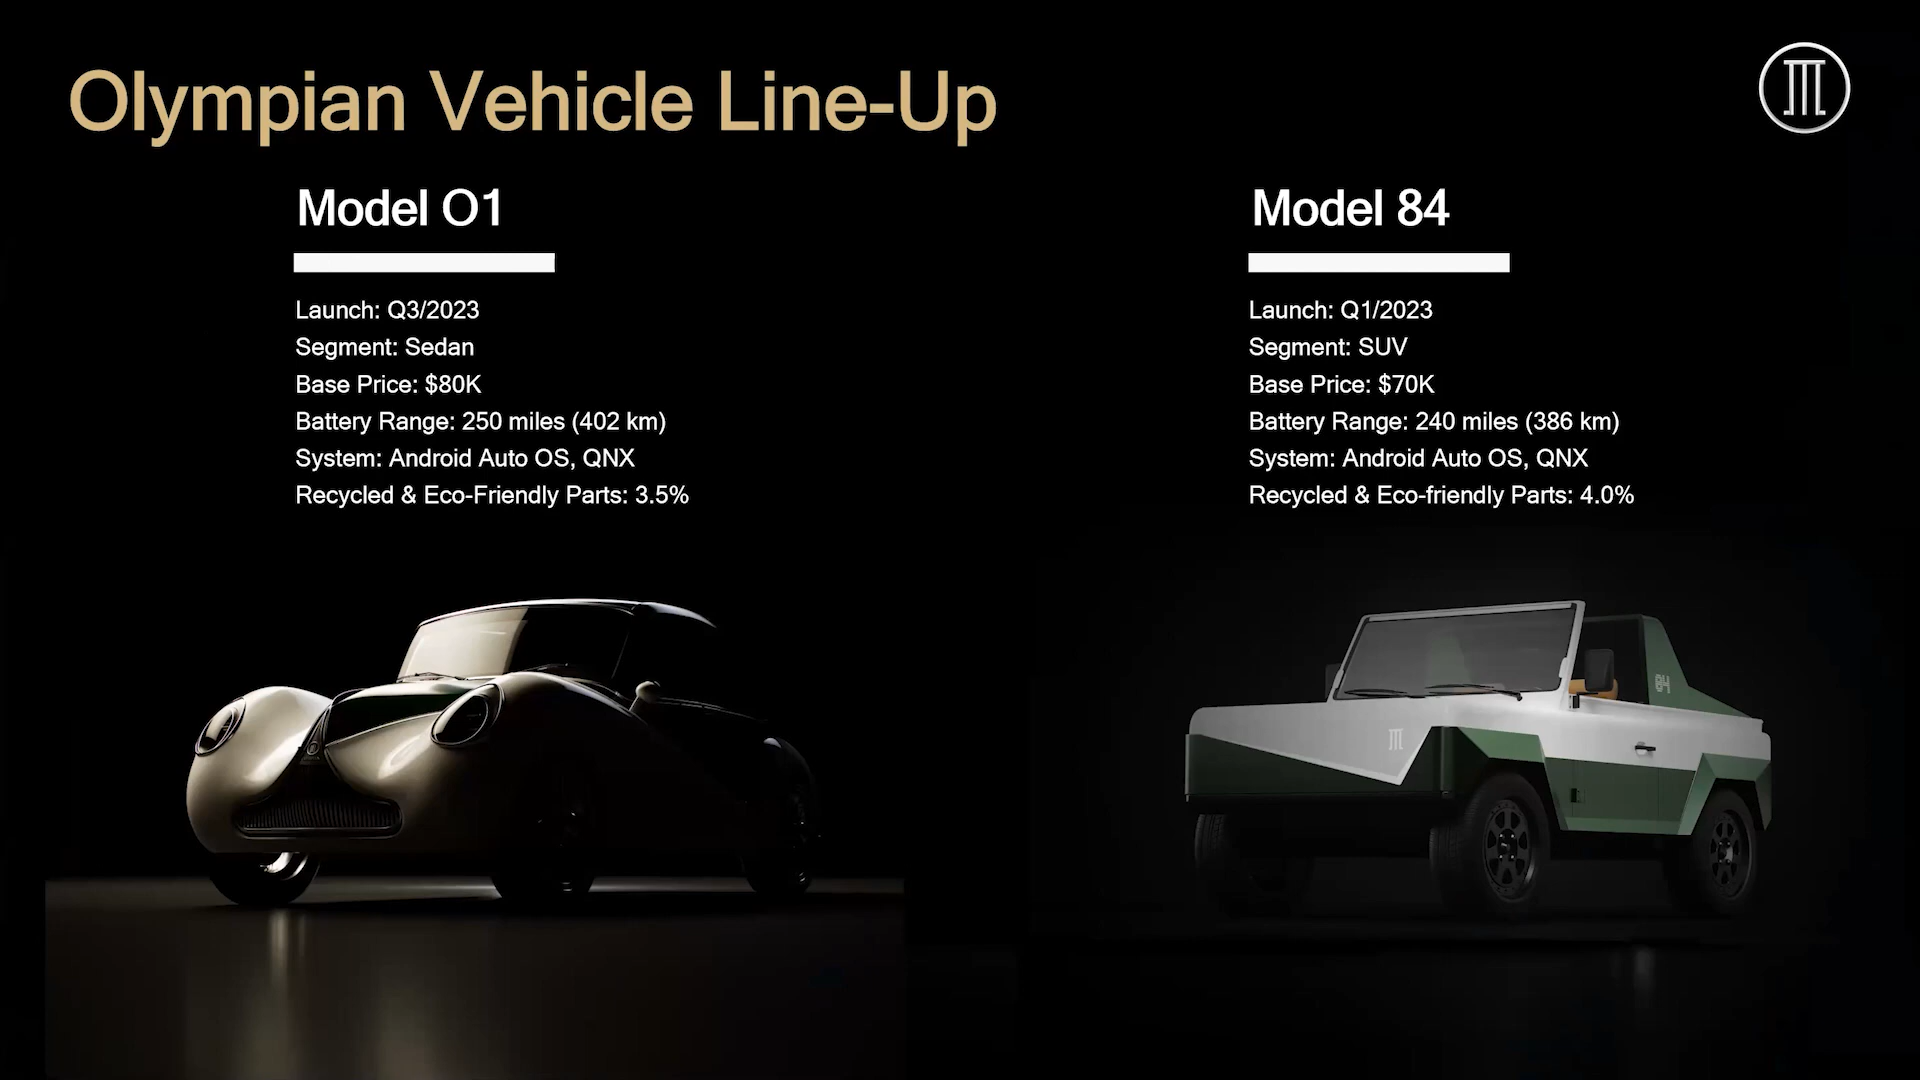 Olympian Vehicle Line-Up
Model O1
Launch: Q3/2023
Segment: Sedan
Base Price: $80K
Battery Range: 250 miles (402 km)
System: Android Auto OS, QNX
Recycled & Eco-Friendly Parts: 3.5%
Model 84
Launch: Q1/2023
Segment: SUV
Base Price: $70K
Battery Range: 240 miles (386 km)
System: Android Auto OS, QNX
Recycled & Eco-friendly Parts: 4.0%
84